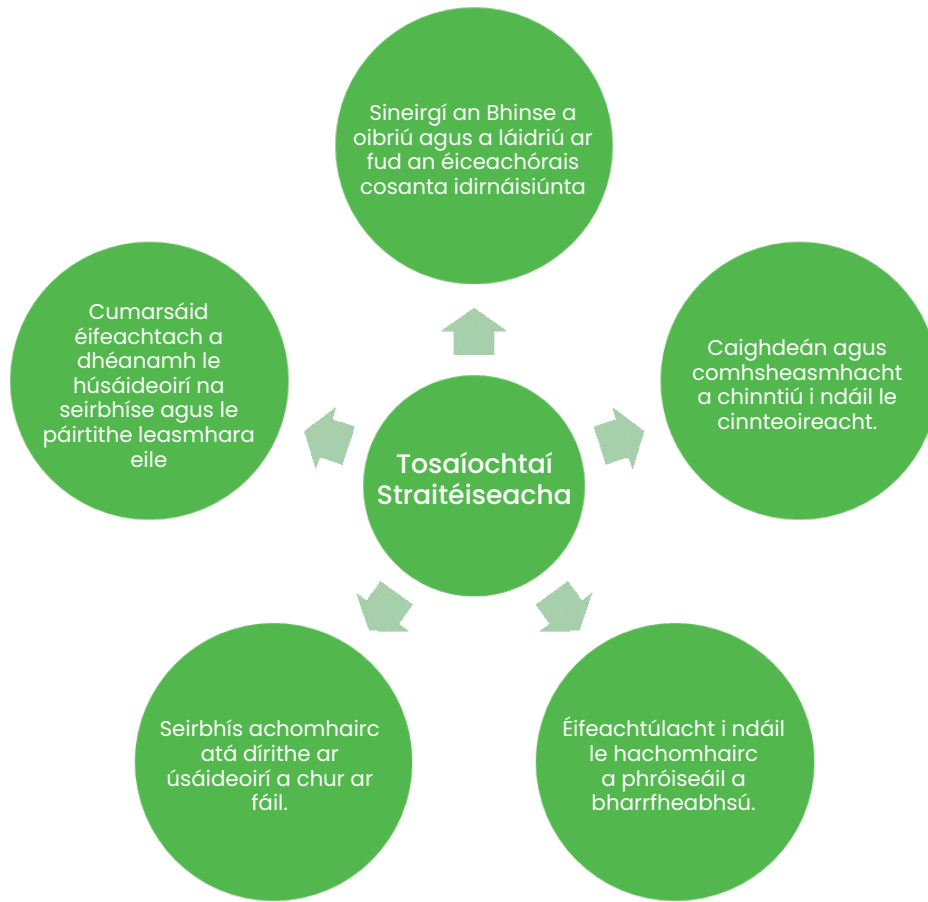 Sineirgí an Bhinse a
oibriú agus a láidriú ar
fud an éiceachórais
cosanta idirnáisiúnta
Cumarsáid
éifeachtach a
dhéanamh le
húsáideoirí na
seirbhíse agus le
páirtithe leasmhara
eile
Caighdeán agus
comhsheasmhacht
a chinntiú i ndáil le
cinnteoireacht.
Tosaíochtaí
Straitéiseacha
Seirbhís achomhairc
atá dírithe ar
úsáideoirí a chur ar
fáil.
Éifeachtúlacht i ndáil
le hachomhairc
a phróiseáil a
bharrfheabhsú.